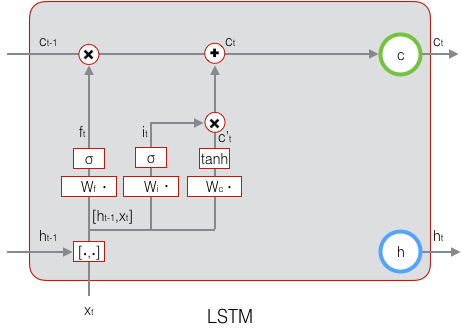 Ct-1
Ct
c
Ct
ft
it
c't
σ
σ
tanh
Wf ·
Wi ·
Wc ·
[ht-1,xt]
ht-1
[·,·]
h
ht
xt
LSTM